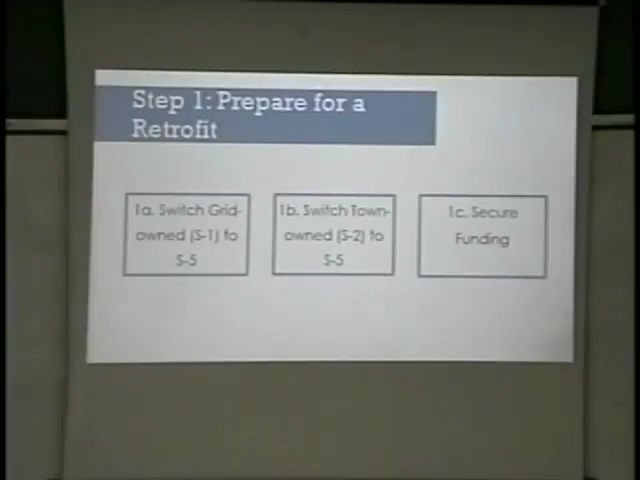 Step 1: Prepare for a
Retrofit
1a. Switch Grid-
owned (S-1) to
S-5
1b. Switch Town-
owned (S-2) to
S-5
1c. Secure
Funding